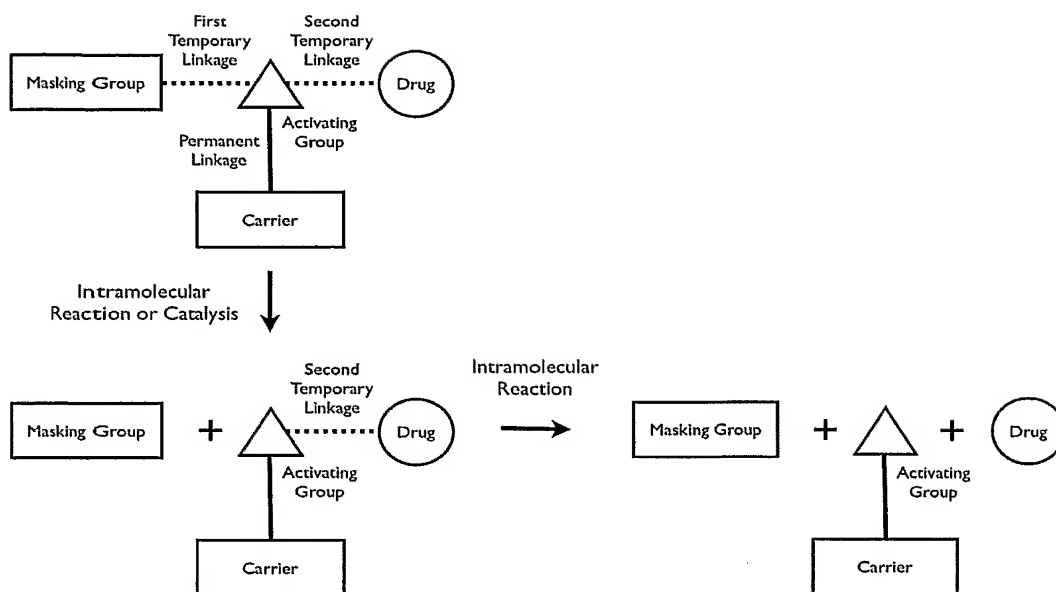 First
Temporary
Linkage
Second
Temporary
Linkage
Masking Group
Drug
Permanent
Linkage
Activating
Group
Carrier
Intramolecular
Reaction or Catalysis
Second
Temporary
Linkage
Intramolecular
Reaction
Masking Group
+
Drug
Masking Group
+
+
Drug
Activating
Group
Activating
Group
Carrier
Carrier